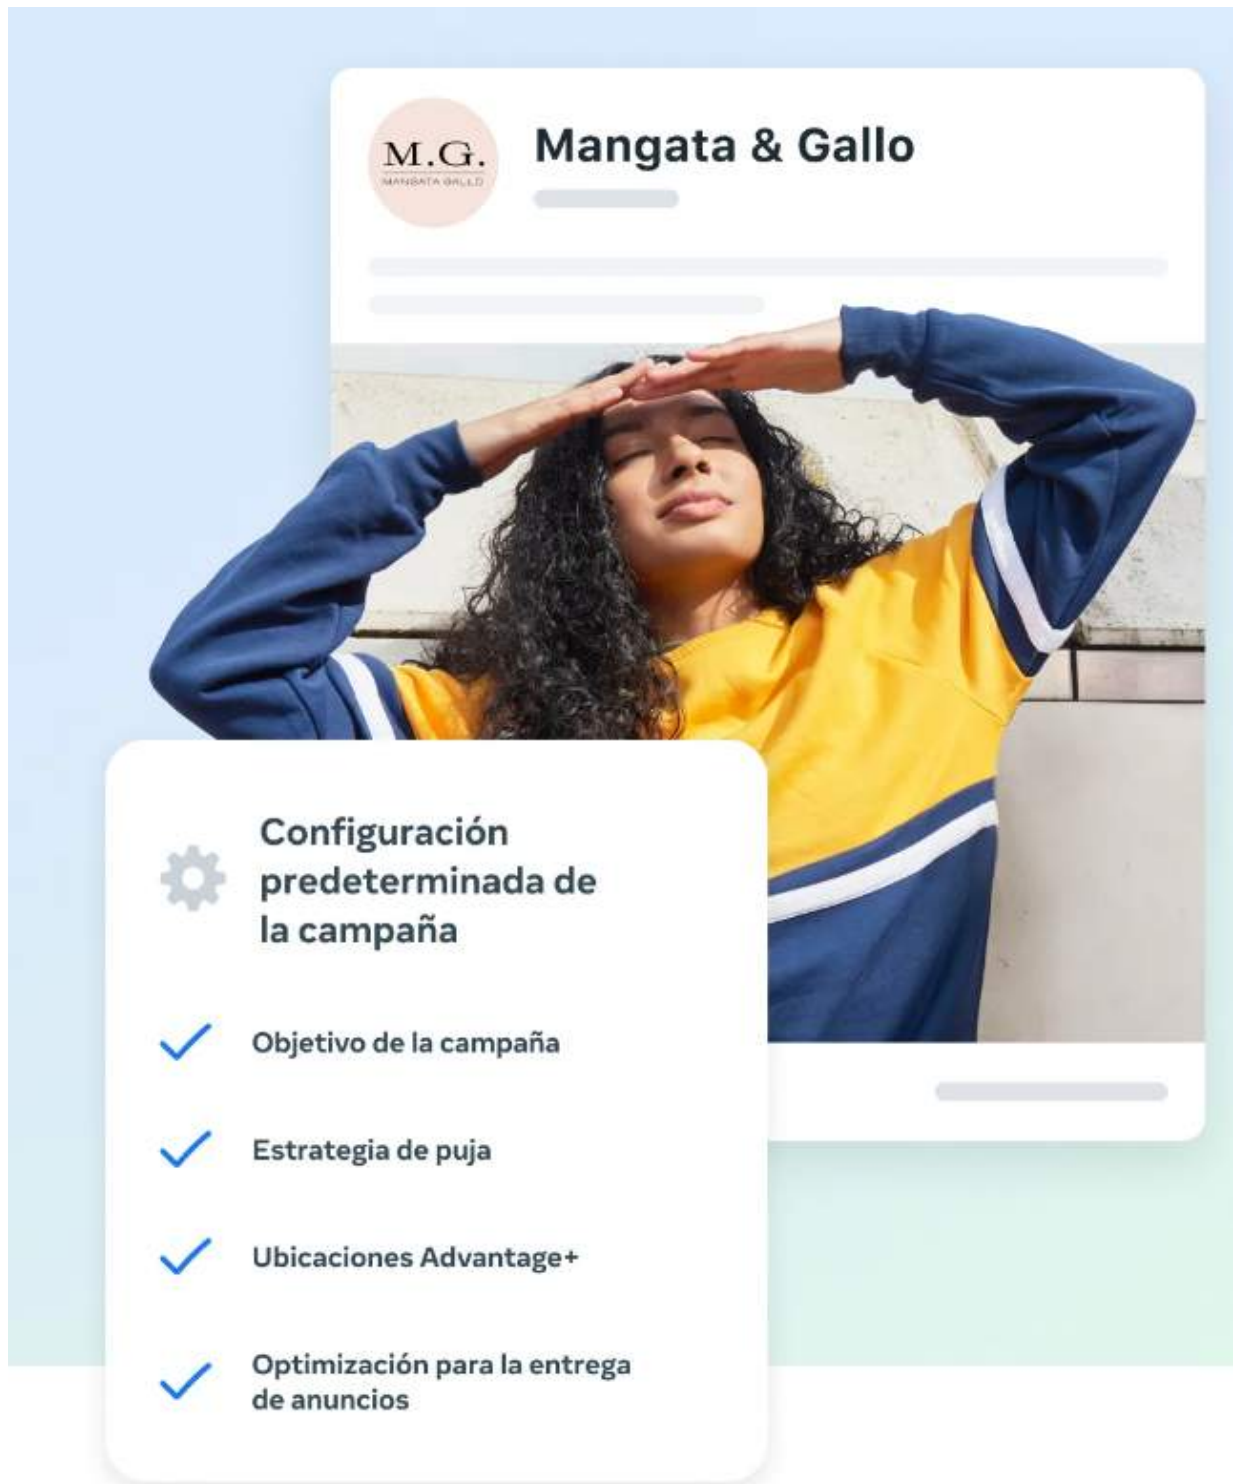 M.G.
MANGATA GALLO
Mangata & Gallo
Configuración
predeterminada de
la campaña
Objetivo de la campaña
Estrategia de puja
Ubicaciones Advantage+
Optimización para la entrega
de anuncios